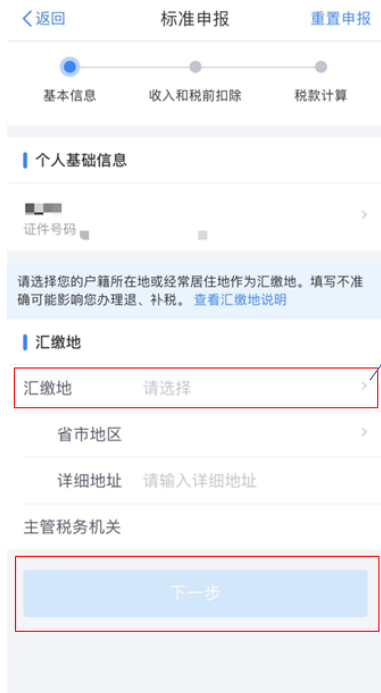 返回 标准申报 重置申报
基本信息 收入和税前扣除 税款计算
个人基础信息
证件号码
请选择您的户籍所在地或经常居住地作为汇缴地。填写不准
确可能影响您办理退、补税。 查看汇缴地说明
汇缴地
汇缴地 请选择
省市地区
详细地址 请输入详细地址
主管税务机关
下一步